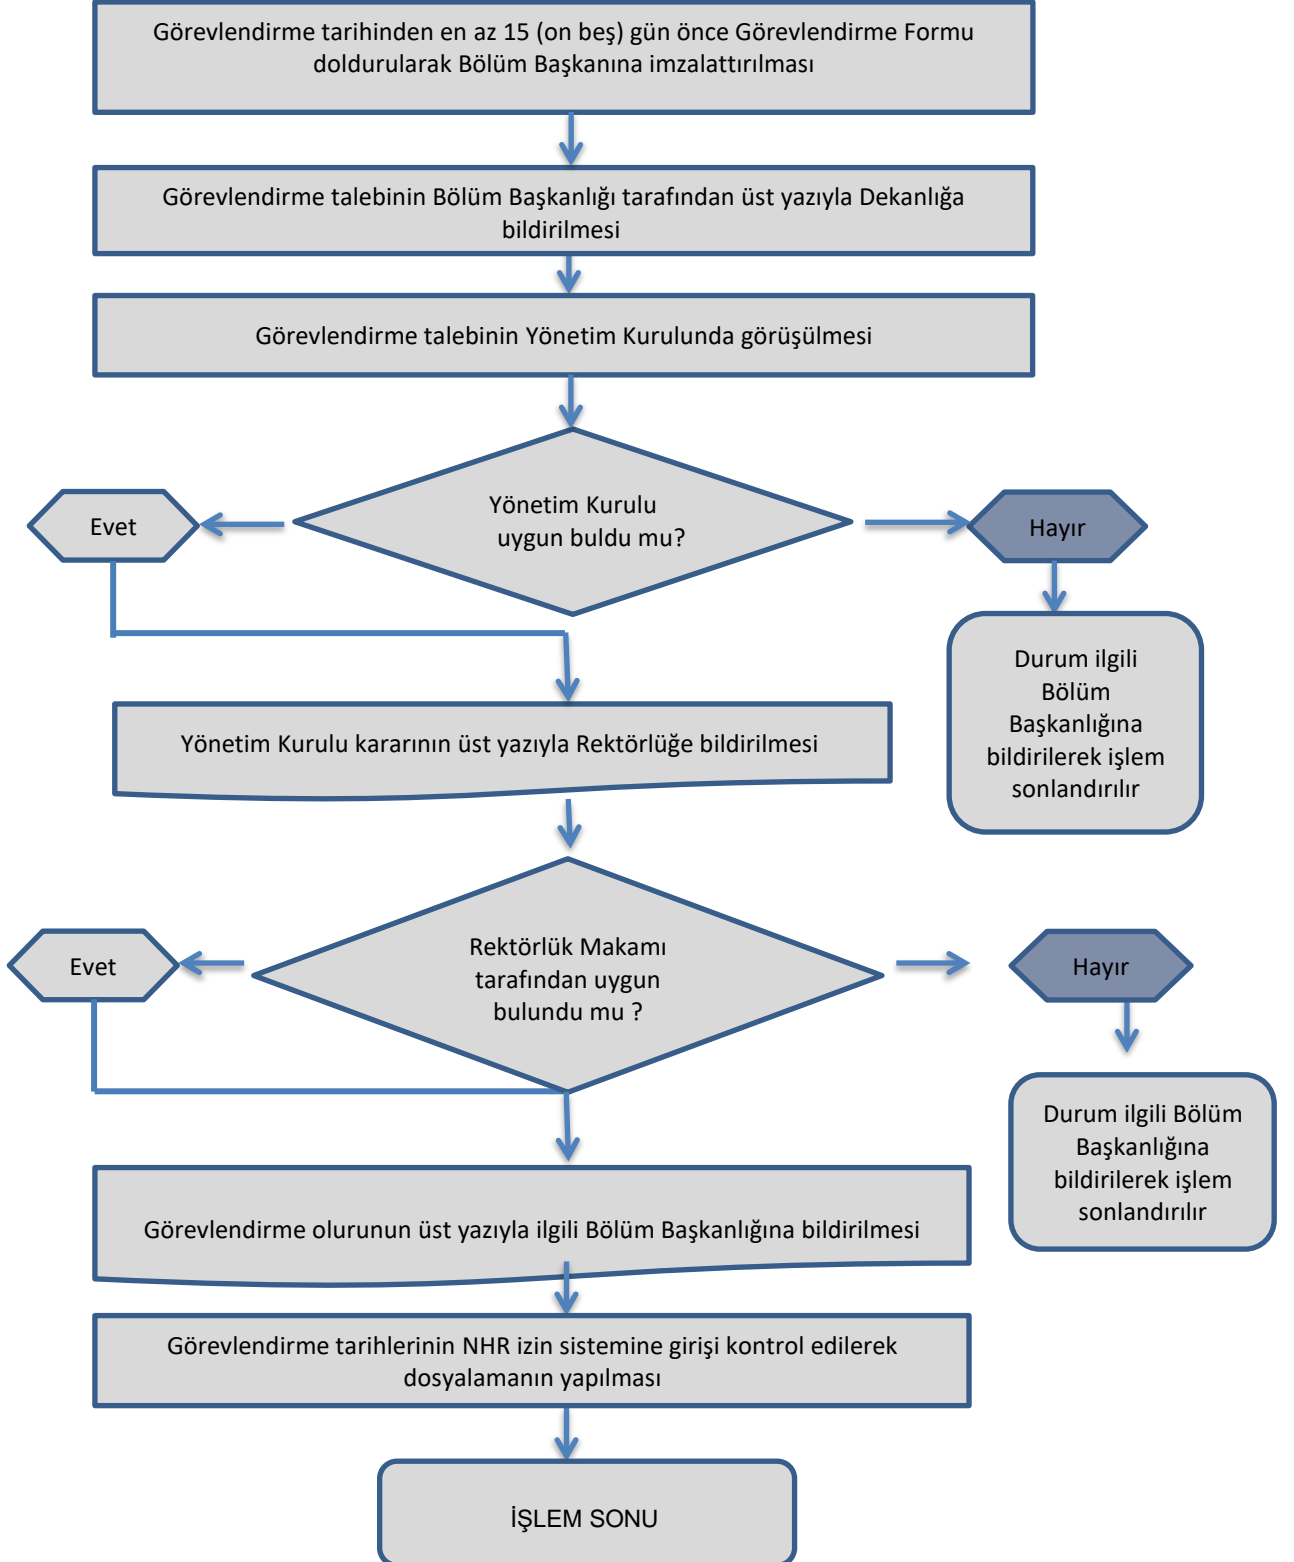 Görevlendirme tarihinden en az 15 (on beş) gün önce Görevlendirme Formu
doldurularak Bölüm Başkanına imzalattırılması
Görevlendirme talebinin Bölüm Başkanlığı tarafından üst yazıyla Dekanlığa
bildirilmesi
Görevlendirme talebinin Yönetim Kurulunda görüşülmesi
Yönetim Kurulu
uygun buldu mu?
Evet
Hayır
Durum ilgili
Bölüm
Başkanlığına
bildirilerek işlem
sonlandırılır
Yönetim Kurulu kararının üst yazıyla Rektörlüğe bildirilmesi
Rektörlük Makamı
tarafından uygun
bulundu mu ?
Evet
Hayır
Durum ilgili Bölüm
Başkanlığına
bildirilerek işlem
sonlandırılır
Görevlendirme olurunun üst yazıyla ilgili Bölüm Başkanlığına bildirilmesi
Görevlendirme tarihlerinin NHR izin sistemine girişi kontrol edilerek
dosyalamanın yapılması
İŞLEM SONU